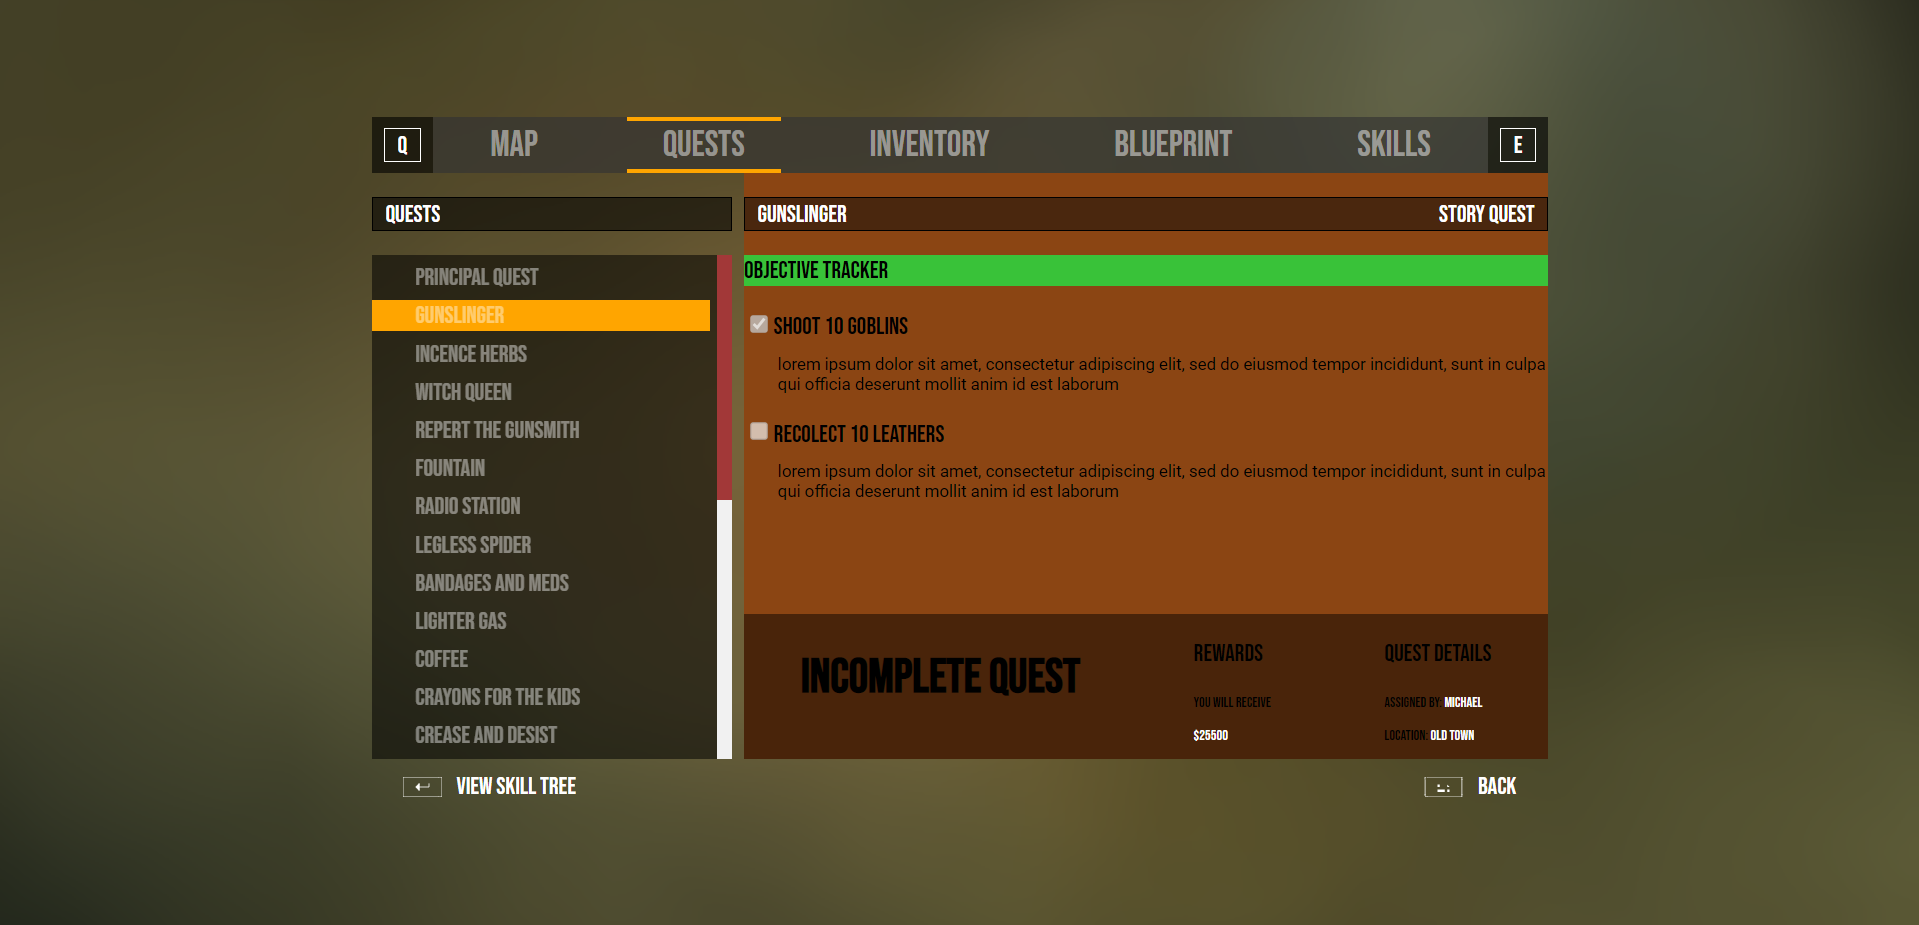 Q
MAP
QUESTS
INVENTORY
BLUEPRINT
SKILLS
E
QUESTS
PRINCIPAL QUEST
GUNSLINGER
INCENCE HERBS
WITCH QUEEN
REPERT THE GUNSMITH
FOUNTAIN
RADIO STATION
LEGLESS SPIDER
BANDAGES AND MEDS
LIGHTER GAS
COFFEE
CRAYONS FOR THE KIDS
CREASE AND DESIST
GUNSLINGER
STORY QUEST
OBJECTIVE TRACKER
SHOOT 10 GOBLINS
lorem ipsum dolor sit amet, consectetur adipiscing elit, sed do eiusmod tempor incididunt, sunt in culpa
qui officia deserunt mollit anim id est laborum
RECOLECT 10 LEATHERS
lorem ipsum dolor sit amet, consectetur adipiscing elit, sed do eiusmod tempor incididunt, sunt in culpa
qui officia deserunt mollit anim id est laborum
INCOMPLETE QUEST
REWARDS
YOU WILL RECEIVE
$25500
QUEST DETAILS
ASSIGNED BY: MICHAEL
LOCATION: OLD TOWN
VIEW SKILL TREE
BACK